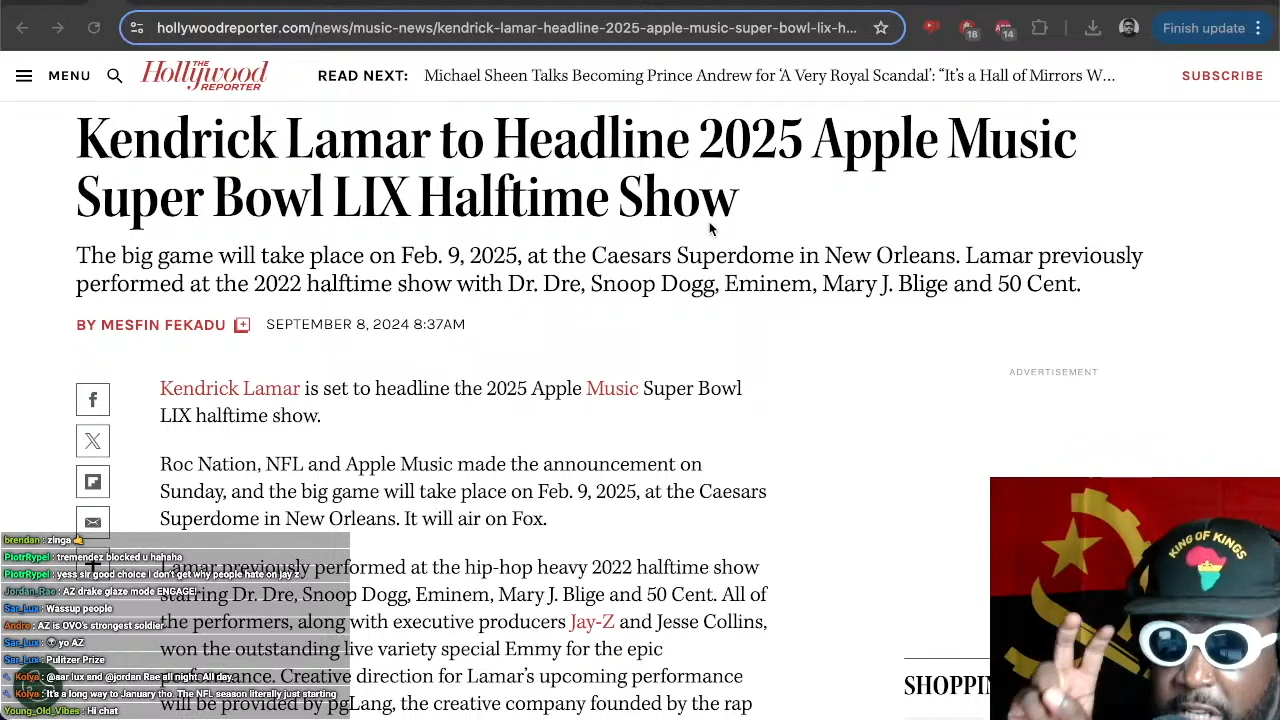 hollywoodreporter.com/news/music-news/kendrick-lamar-headline-2025-apple-music-super-bowl-lix-h...
18
14
Finish update
MENU
THE Hollywood REPORTER
READ NEXT: Michael Sheen Talks Becoming Prince Andrew for ‘A Very Royal Scandal’: “It’s a Hall of Mirrors W...
SUBSCRIBE
Kendrick Lamar to Headline 2025 Apple Music
Super Bowl LIX Halftime Show
The big game will take place on Feb. 9, 2025, at the Caesars Superdome in New Orleans. Lamar previously
performed at the 2022 halftime show with Dr. Dre, Snoop Dogg, Eminem, Mary J. Blige and 50 Cent.
BY MESFIN FEKADU
SEPTEMBER 8, 2024 8:37AM
ADVERTISEMENT
Kendrick Lamar is set to headline the 2025 Apple Music Super Bowl
LIX halftime show.
Roc Nation, NFL and Apple Music made the announcement on
Sunday, and the big game will take place on Feb. 9, 2025, at the Caesars
Superdome in New Orleans. It will air on Fox.
Lamar previously performed at the hip-hop heavy 2022 halftime show
starring Dr. Dre, Snoop Dogg, Eminem, Mary J. Blige and 50 Cent. All of
the performers, along with executive producers Jay-Z and Jesse Collins,
won the outstanding live variety special Emmy for the epic
performance. Creative direction for Lamar’s upcoming performance
will be provided by pgLang, the creative company founded by the rap
brendan : zinga 🤙
PiotrRypel : tremendez blocked u hahaha
PiotrRypel : yess sir good choice I don't get why people hate on jay z
Jordan_Rae : AZ drake glaze mode ENGAGE!
Sar_Lux : Wassup people
Andre : AZ is OVO's strongest soldier
Sar_Lux : 👽 yo AZ
Sar_Lux : Pulitzer Prize
Kolya : @sar lux and @jordan Rae all night. All day.
Kolya : It's a long way to January tho. The NFL season literally just starting
Young_Old_Vibes : Hi chat
SHOPPIN
KING OF KINGS